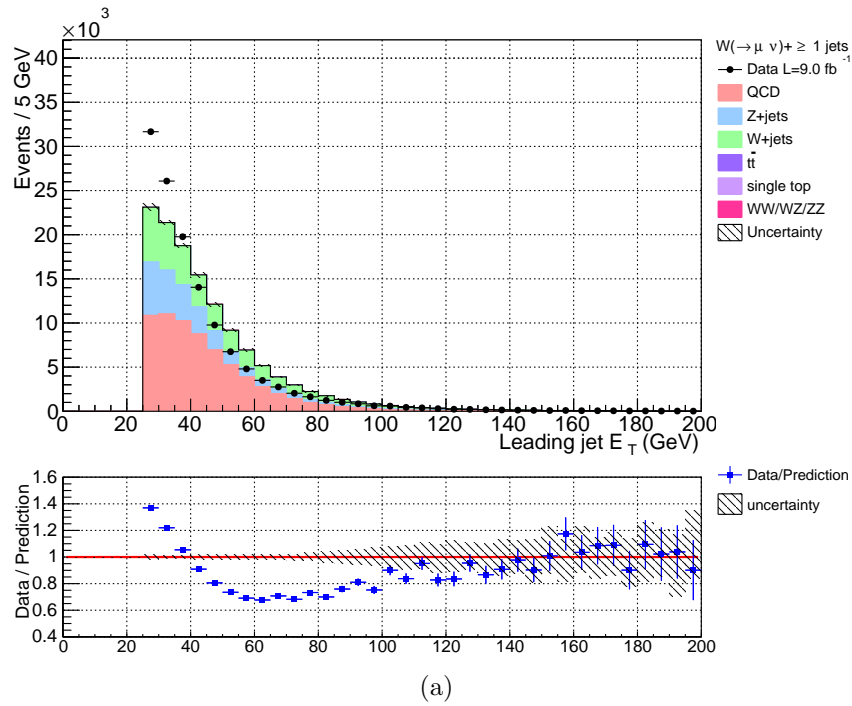 ×10³
W(→μ ν)+ ≥ 1 jets
Data L=9.0 fb⁻¹
QCD
Z+jets
W+jets
tt̄
single top
WW/WZ/ZZ
Uncertainty
Events / 5 GeV
40
35
30
25
20
15
10
5
0
0 20 40 60 80 100 120 140 160 180 200
Leading jet E_T (GeV)
Data/Prediction
uncertainty
Data / Prediction
1.6
1.4
1.2
1
0.8
0.6
0.4
0 20 40 60 80 100 120 140 160 180 200
(a)